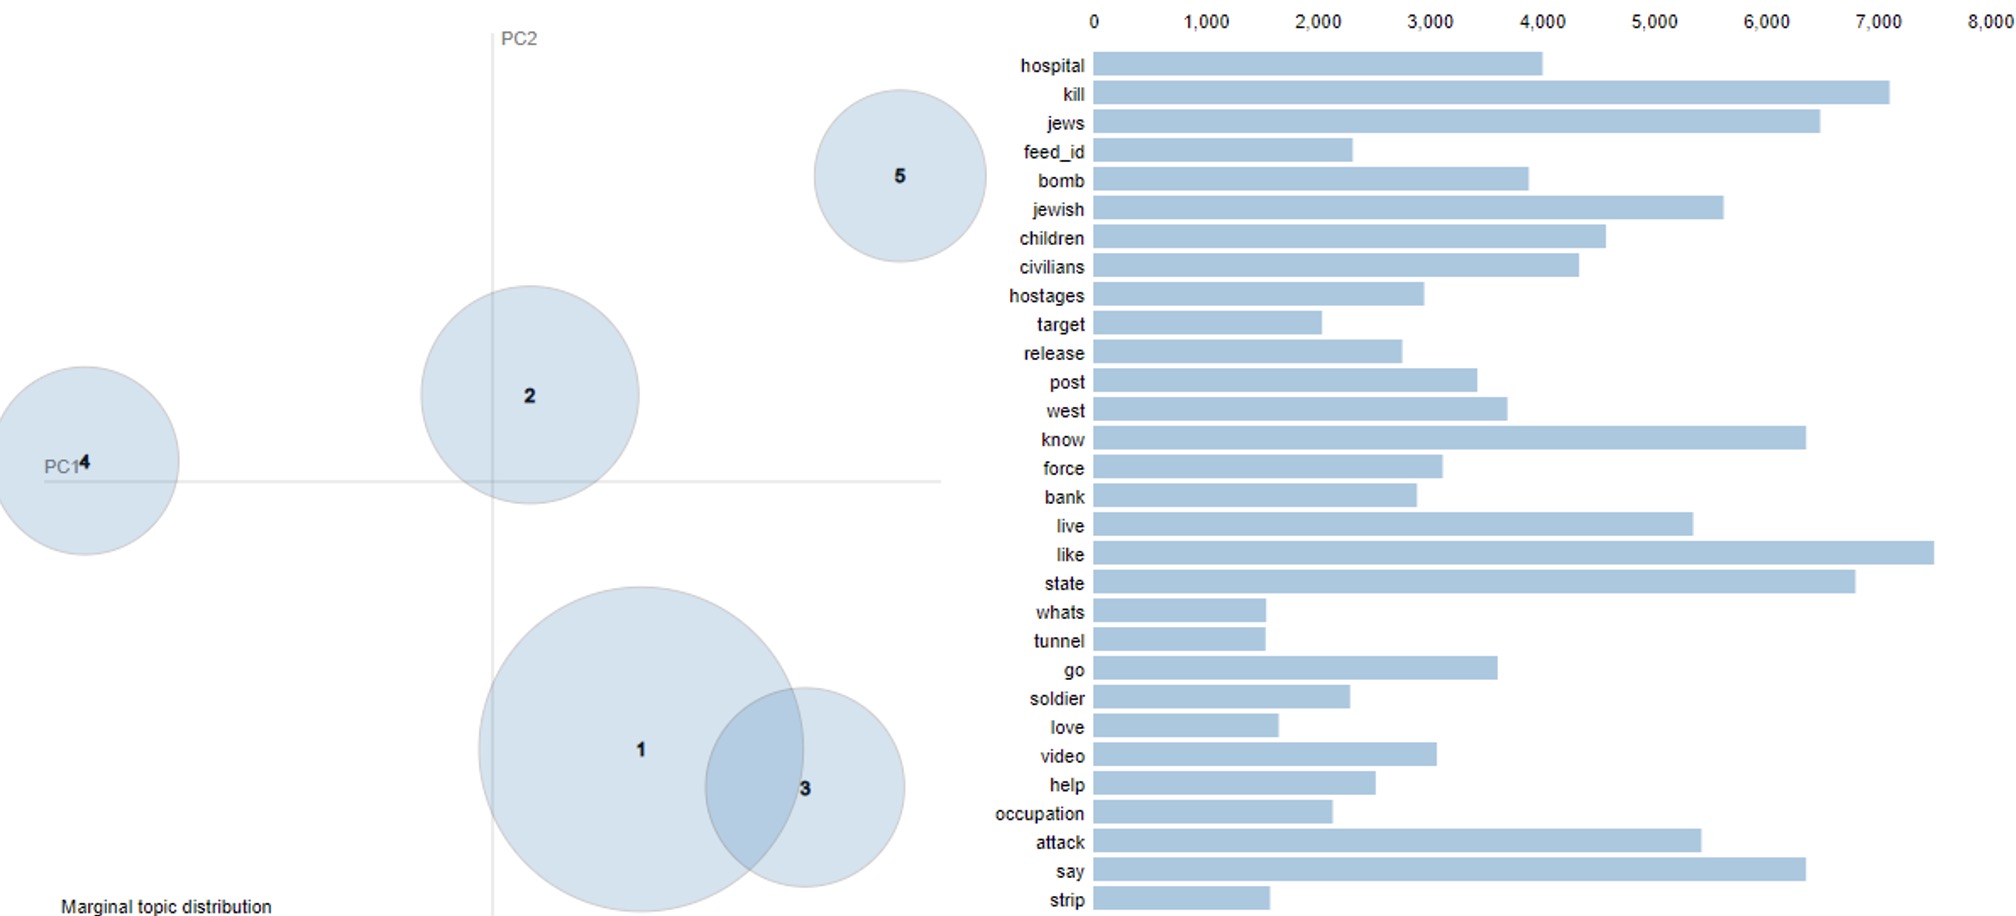 PC2
5
2
PC1
4
1
3
Marginal topic distribution
0 1,000 2,000 3,000 4,000 5,000 6,000 7,000 8,000
hospital
kill
jews
feed_id
bomb
jewish
children
civilians
hostages
target
release
post
west
know
force
bank
live
like
state
whats
tunnel
go
soldier
love
video
help
occupation
attack
say
strip